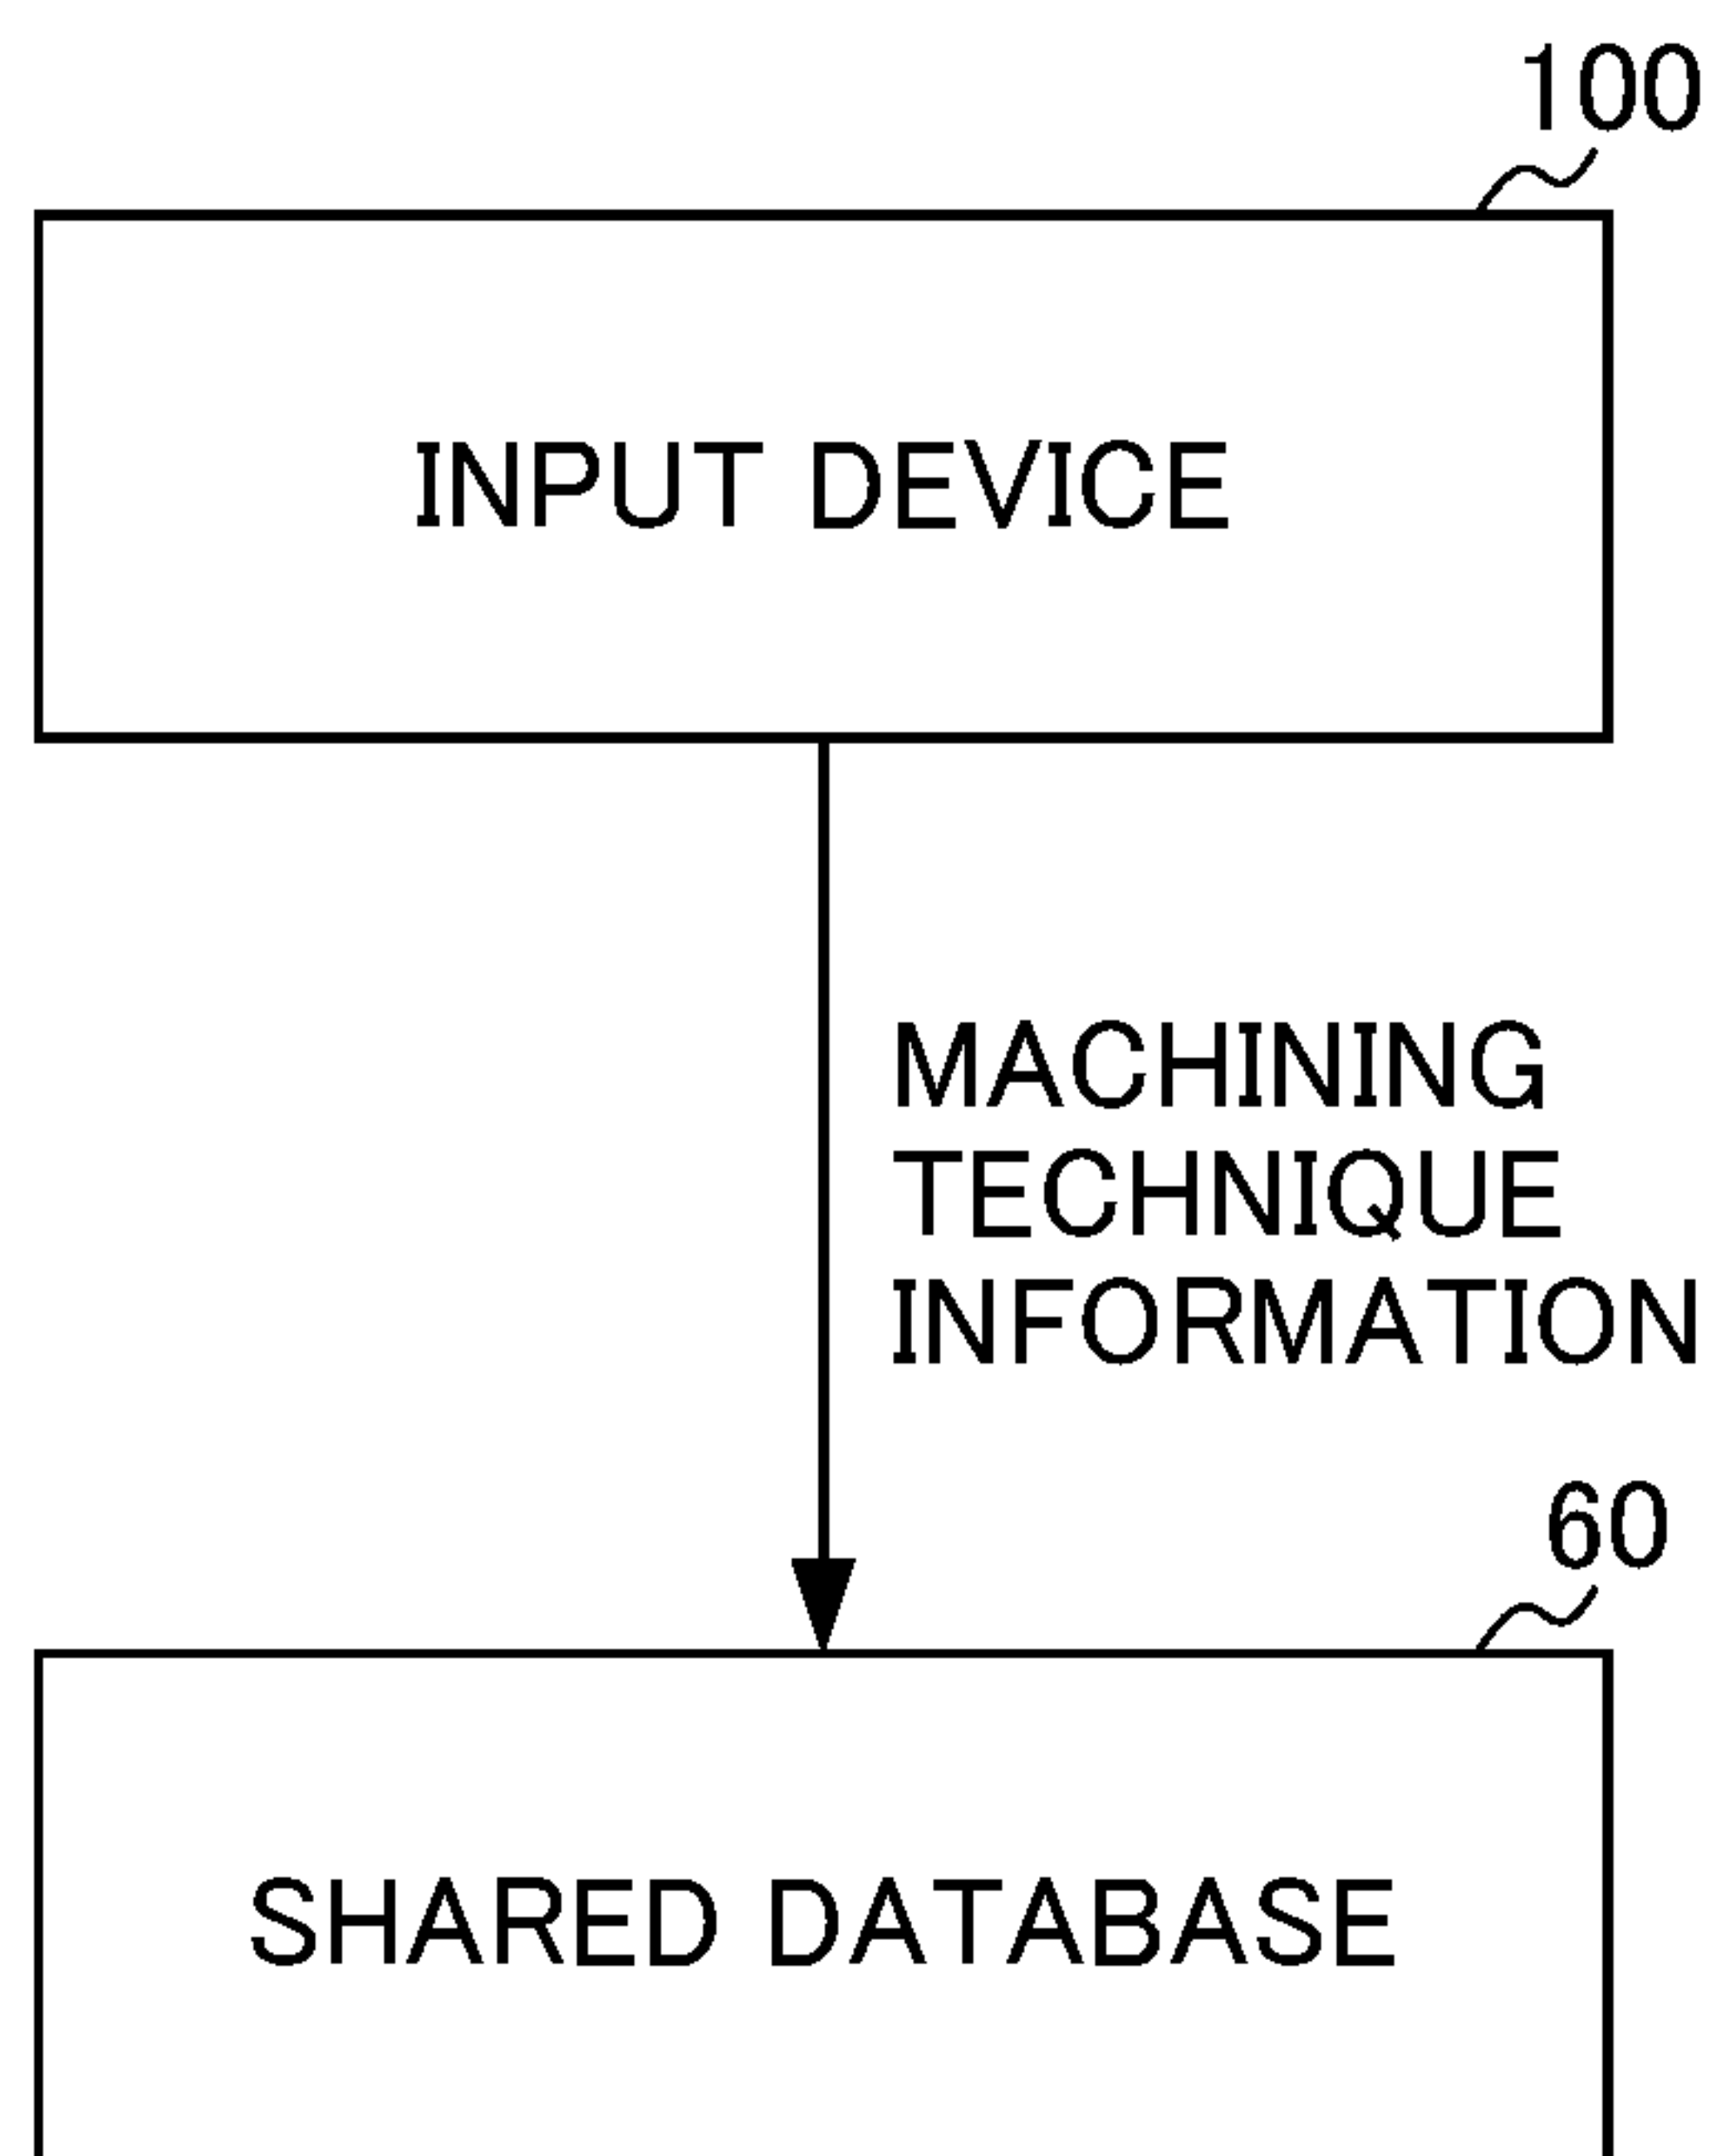 100
INPUT DEVICE
MACHINING
TECHNIQUE
INFORMATION
60
SHARED DATABASE